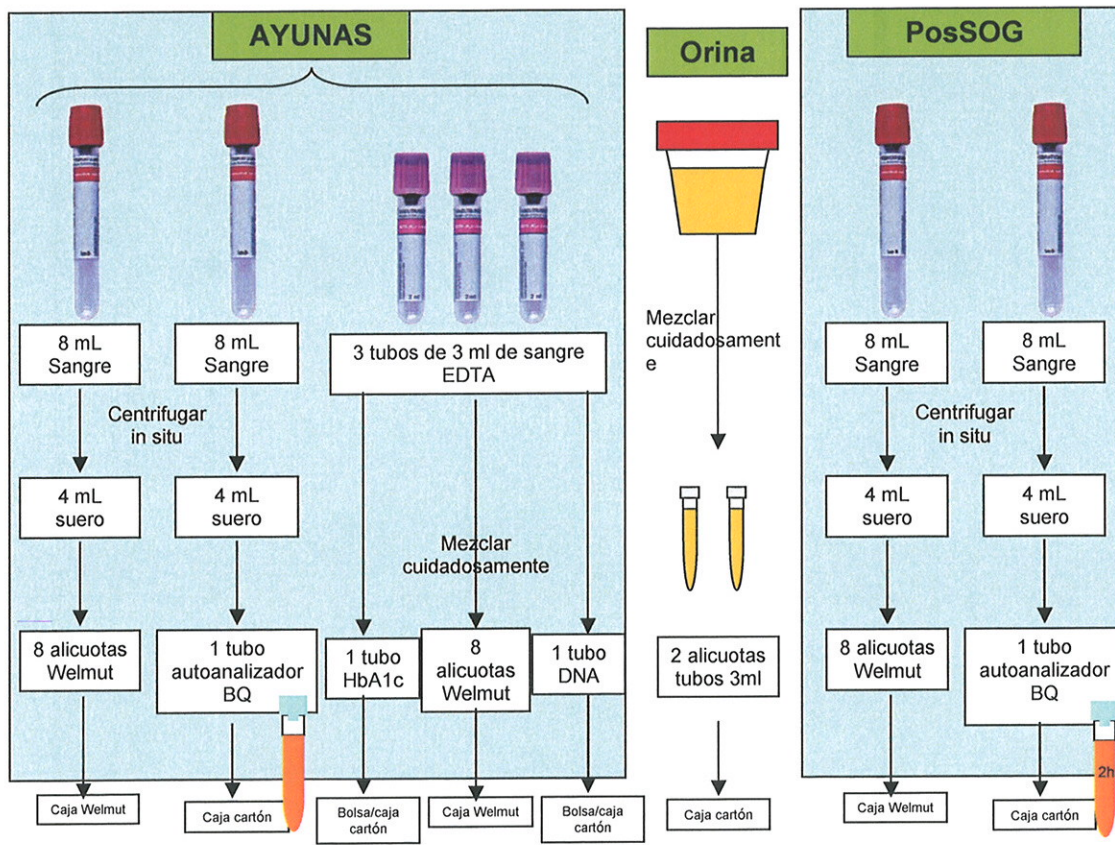 AYUNAS
Orina
PosSOG
8 mL
Sangre
8 mL
Sangre
3 tubos de 3 ml de sangre
EDTA
Mezclar
cuidadosament
e
8 mL
Sangre
8 mL
Sangre
Centrifugar
in situ
Centrifugar
in situ
4 mL
suero
4 mL
suero
4 mL
suero
4 mL
suero
Mezclar
cuidadosamente
8 alicuotas
Welmut
1 tubo
autoanalizador
BQ
1 tubo
HbA1c
8
alicuotas
Welmut
1 tubo
DNA
2 alicuotas
tubos 3ml
8 alicuotas
Welmut
1 tubo
autoanalizador
BQ
2h
Caja Welmut
Caja cartón
Bolsa/caja
cartón
Caja Welmut
Bolsa/caja
cartón
Caja cartón
Caja Welmut
Caja cartón